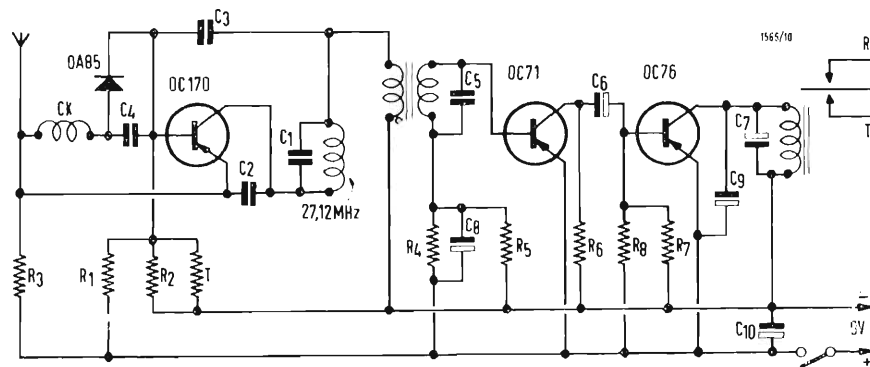 C3
1565/10
R
OA85
OC170
OC71
C6
OC76
CK
C4
C5
C7
C1
C2
27,12MHz
T
C9
C8
R3
R1
R2
T
R4
R5
R6
R8
R7
-
9V
C10
+